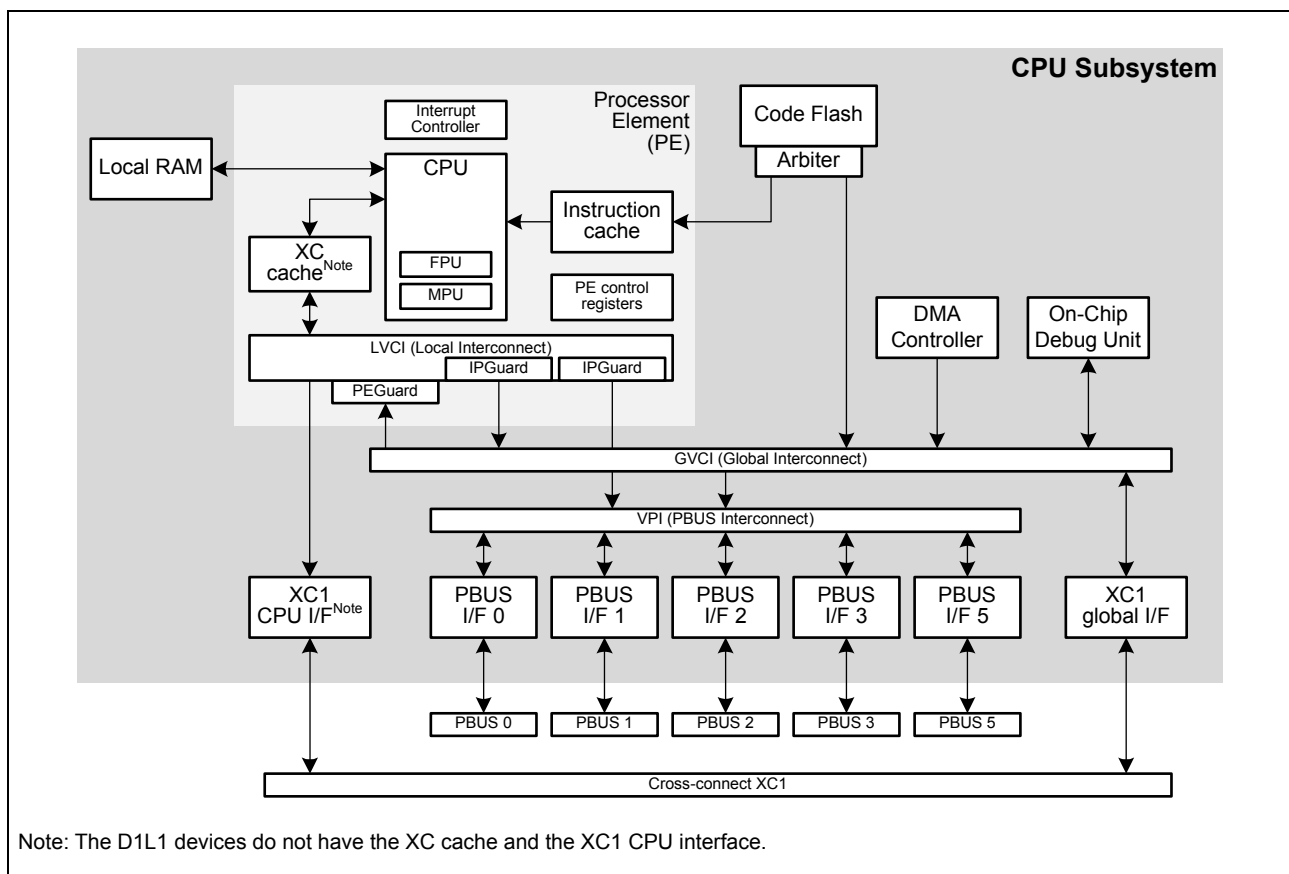 CPU Subsystem
Processor
Element
(PE)
Interrupt
Controller
Code Flash
Arbiter
Local RAM
CPU
FPU
MPU
Instruction
cache
XC
cacheNote
PE control
registers
DMA
Controller
On-Chip
Debug Unit
LVCI (Local Interconnect)
IPGuard
IPGuard
PEGuard
GVCI (Global Interconnect)
VPI (PBUS Interconnect)
XC1
CPU I/FNote
PBUS
I/F 0
PBUS
I/F 1
PBUS
I/F 2
PBUS
I/F 3
PBUS
I/F 5
XC1
global I/F
PBUS 0
PBUS 1
PBUS 2
PBUS 3
PBUS 5
Cross-connect XC1
Note: The D1L1 devices do not have the XC cache and the XC1 CPU interface.